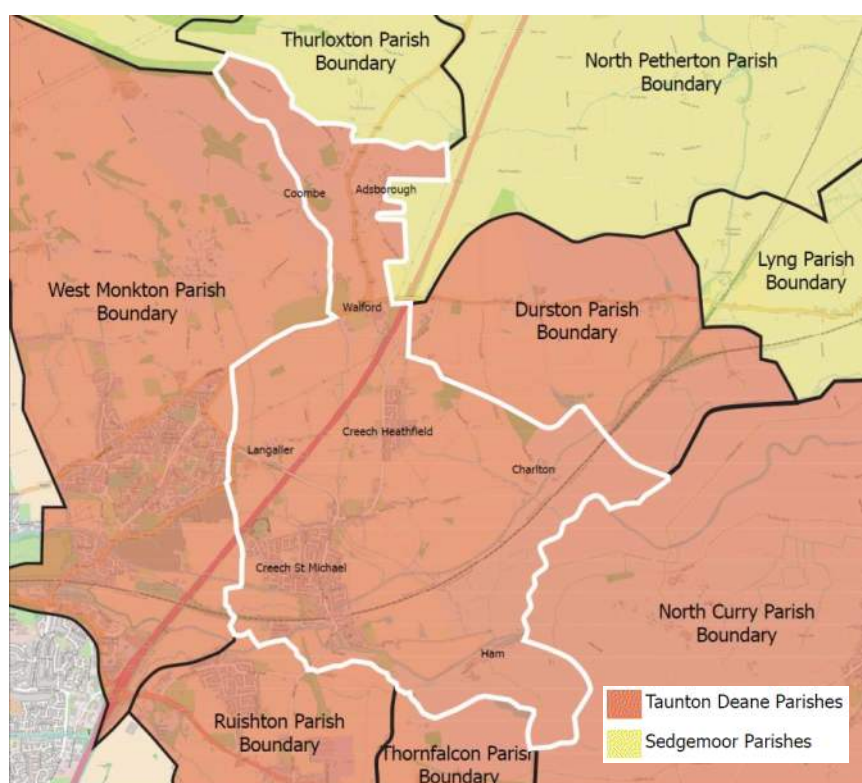 Thurloxton Parish
Boundary
North Petherton Parish
Boundary
Coombe
Adsborough
Lyng Parish
Boundary
West Monkton Parish
Boundary
Walford
Durston Parish
Boundary
Creech Heathfield
Langaller
Charlton
Creech St Michael
North Curry Parish
Boundary
Ham
Ruishton Parish
Boundary
Thornfalcon Parish
Boundary
Taunton Deane Parishes
Sedgemoor Parishes